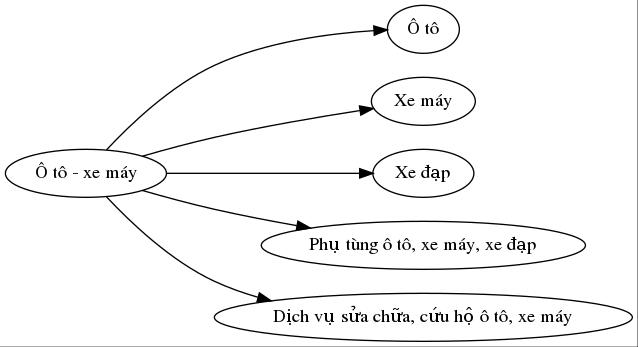 Ô tô
Xe máy
Ô tô - xe máy
Xe đạp
Phụ tùng ô tô, xe máy, xe đạp
Dịch vụ sửa chữa, cứu hộ ô tô, xe máy